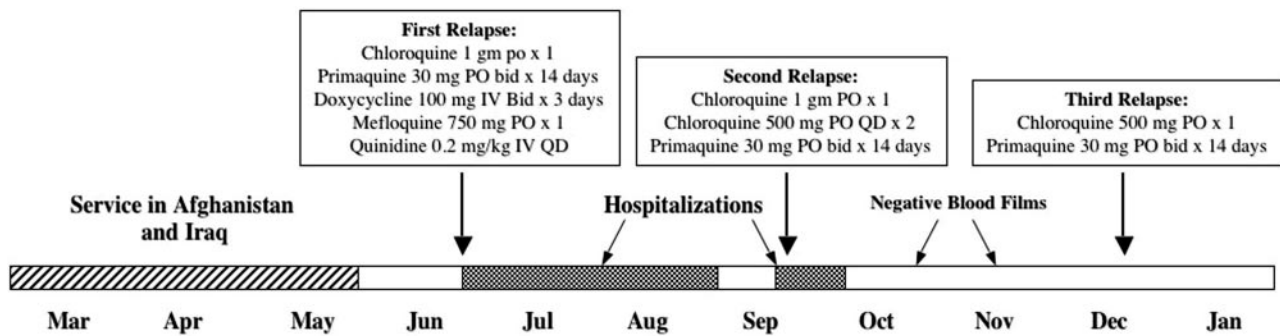 First Relapse:
Chloroquine 1 gm po x 1
Primaquine 30 mg PO bid x 14 days
Doxycycline 100 mg IV Bid x 3 days
Mefloquine 750 mg PO x 1
Quinidine 0.2 mg/kg IV QD
Second Relapse:
Chloroquine 1 gm PO x 1
Chloroquine 500 mg PO QD x 2
Primaquine 30 mg PO bid x 14 days
Third Relapse:
Chloroquine 500 mg PO x 1
Primaquine 30 mg PO bid x 14 days
Service in Afghanistan
and Iraq
Hospitalizations
Negative Blood Films
Mar Apr May Jun Jul Aug Sep Oct Nov Dec Jan